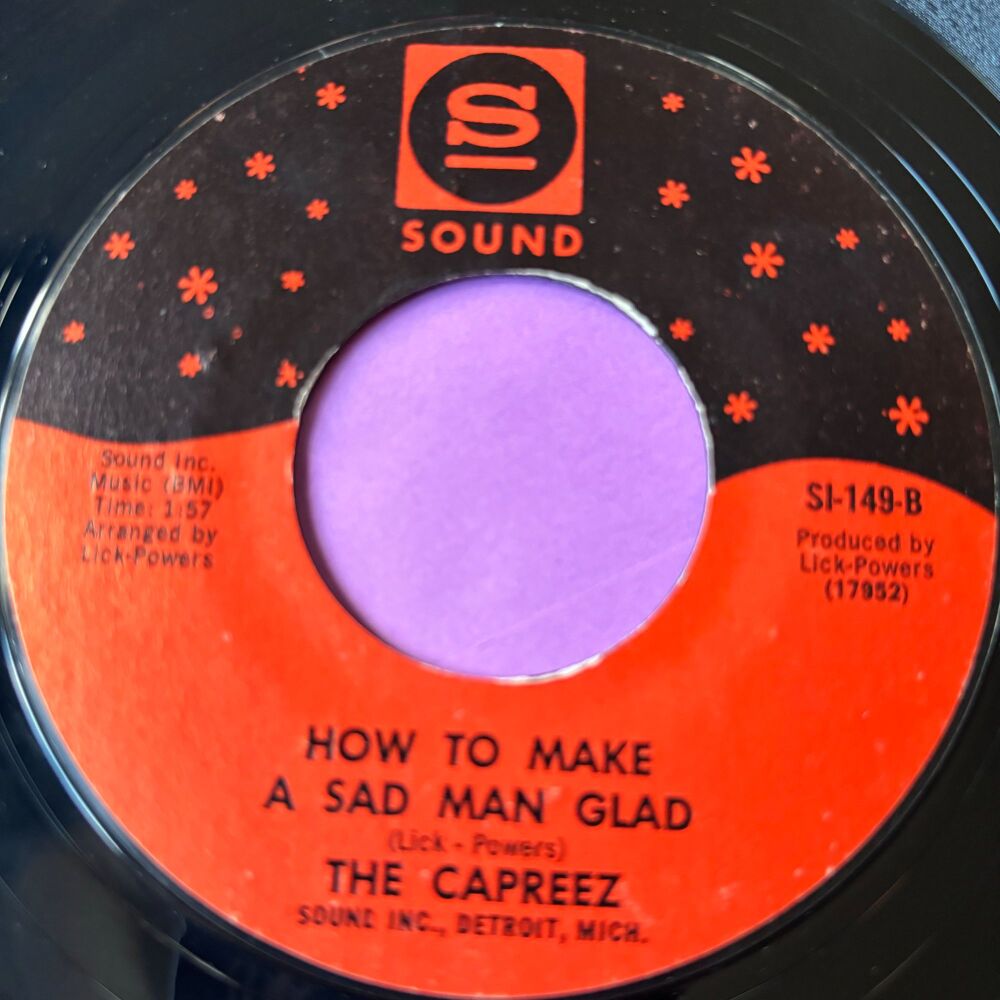 S
SOUND
Sound Inc.
Music (BMI)
Time: 1:57
Arranged by
Lick-Powers
SI-149-B
Produced by
Lick-Powers
(17952)
HOW TO MAKE
A SAD MAN GLAD
(Lick - Powers)
THE CAPREEZ
SOUND INC., DETROIT, MICH.